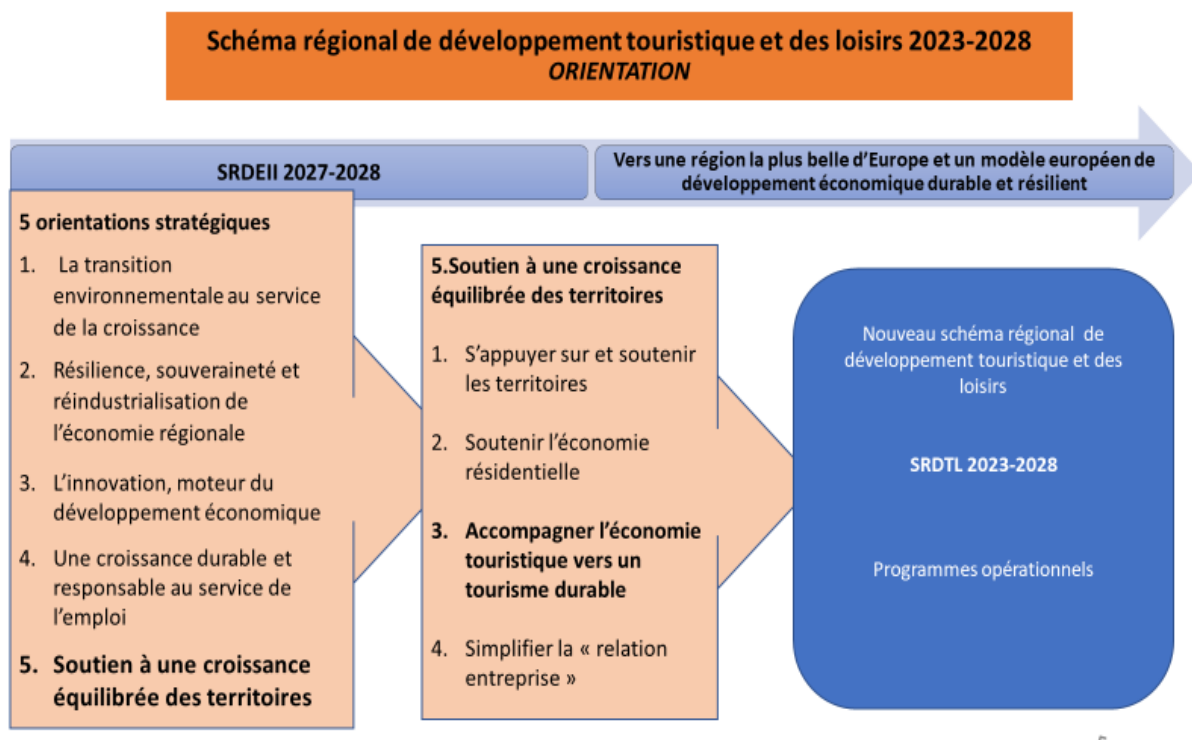 Schéma régional de développement touristique et des loisirs 2023-2028
ORIENTATION
SRDEII 2027-2028
Vers une région la plus belle d'Europe et un modèle européen de
développement économique durable et résilient
5 orientations stratégiques
1. La transition
environnementale au service
de la croissance
2. Résilience, souveraineté et
réindustrialisation de
l'économie régionale
3. L'innovation, moteur du
développement économique
4. Une croissance durable et
responsable au service de
l'emploi
5. Soutien à une croissance
équilibrée des territoires
5.Soutien à une croissance
équilibrée des territoires
1. S'appuyer sur et soutenir
les territoires
2. Soutenir l'économie
résidentielle
3. Accompagner l'économie
touristique vers un
tourisme durable
4. Simplifier la « relation
entreprise »
Nouveau schéma régional de
développement touristique et des
loisirs
SRDTL 2023-2028
Programmes opérationnels